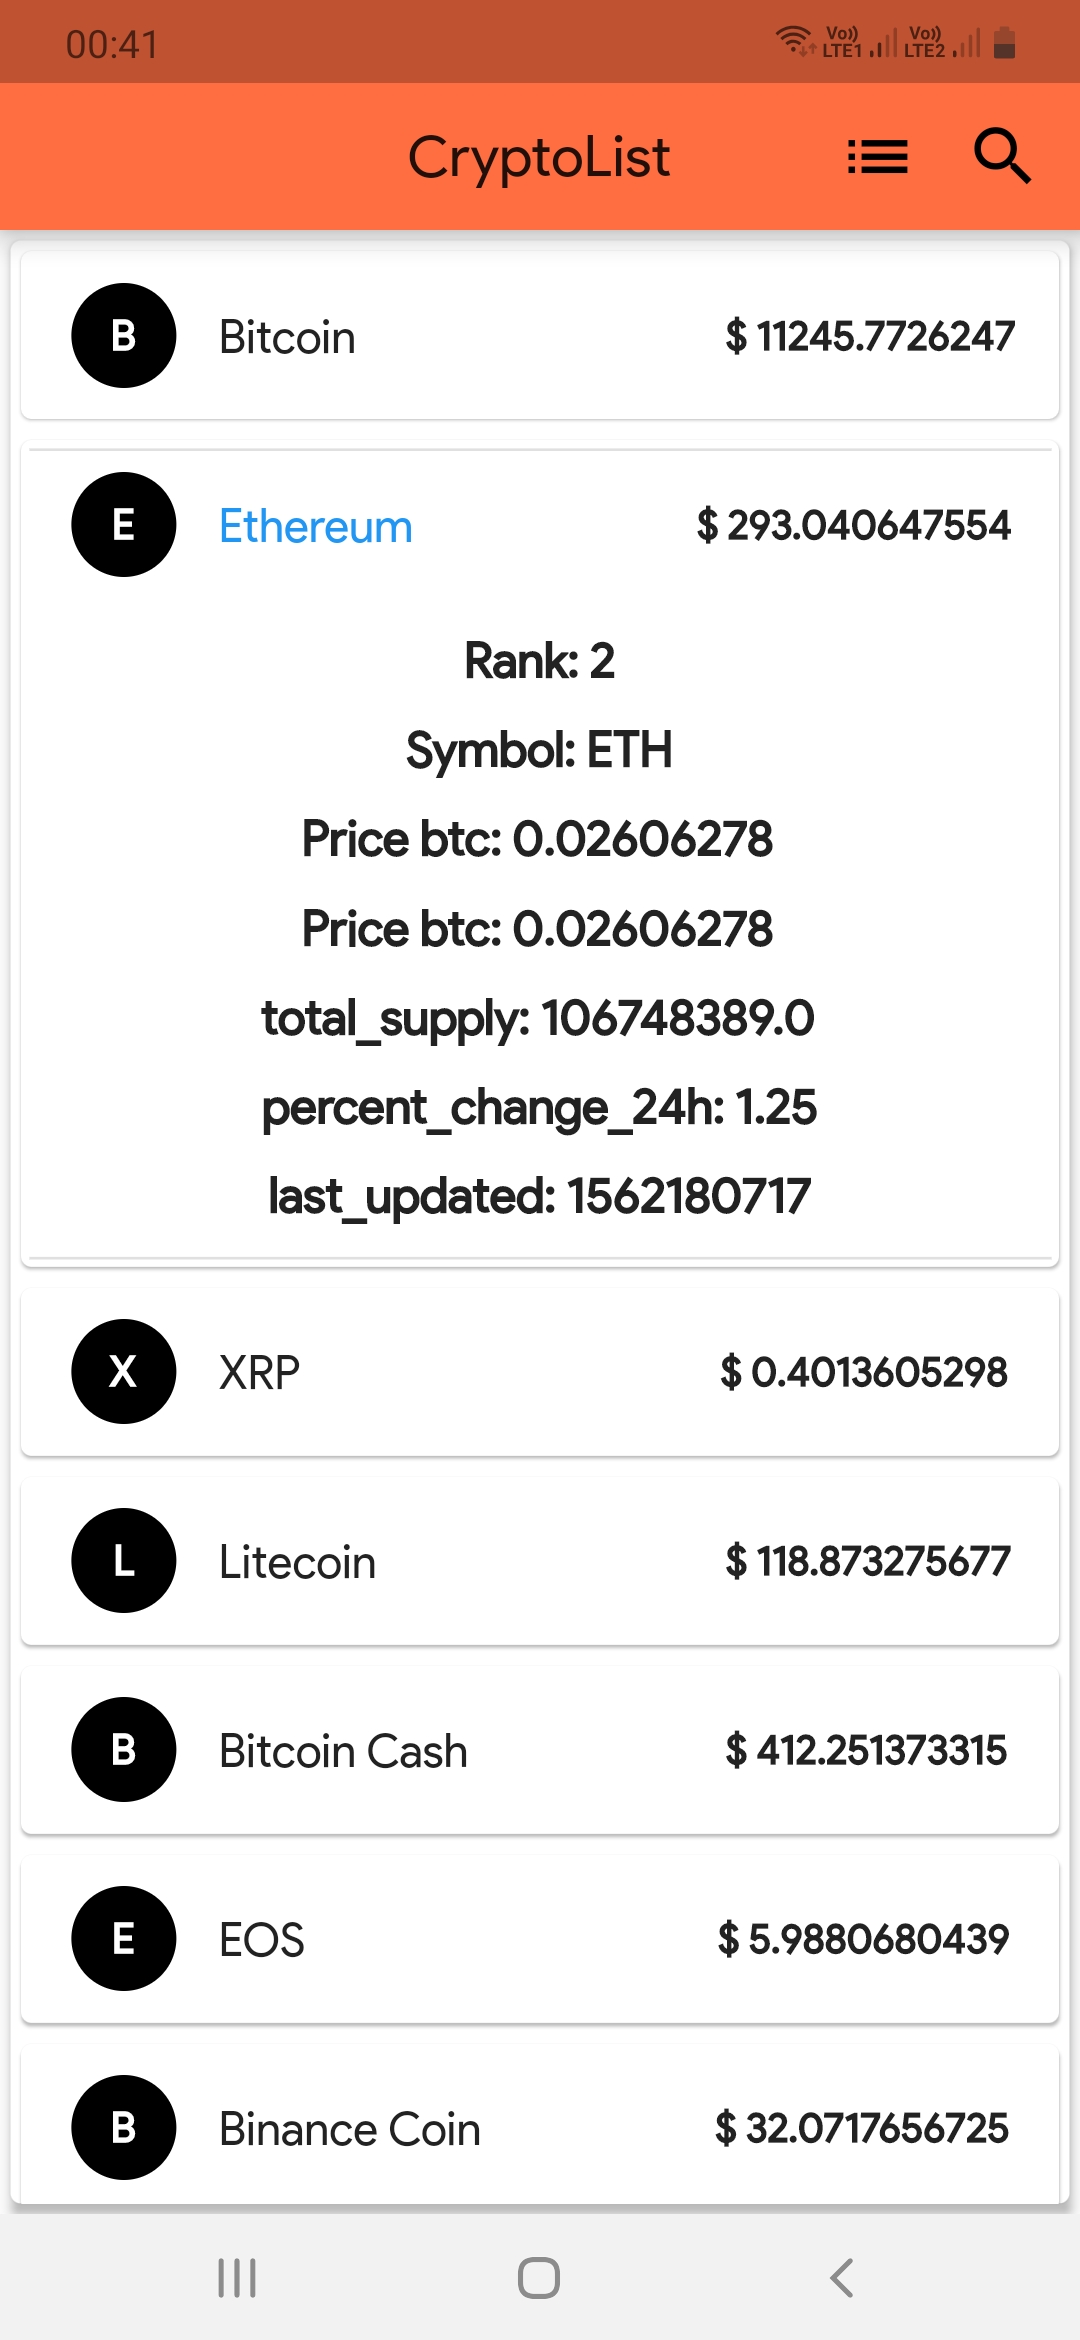 00:41
Vo)) LTE1 Vo)) LTE2
CryptoList
B Bitcoin $ 11245.7726247
E Ethereum $ 293.040647554
Rank: 2
Symbol: ETH
Price btc: 0.02606278
Price btc: 0.02606278
total_supply: 106748389.0
percent_change_24h: 1.25
last_updated: 1562180717
X XRP $ 0.4013605298
L Litecoin $ 118.873275677
B Bitcoin Cash $ 412.251373315
E EOS $ 5.9880680439
B Binance Coin $ 32.0717656725